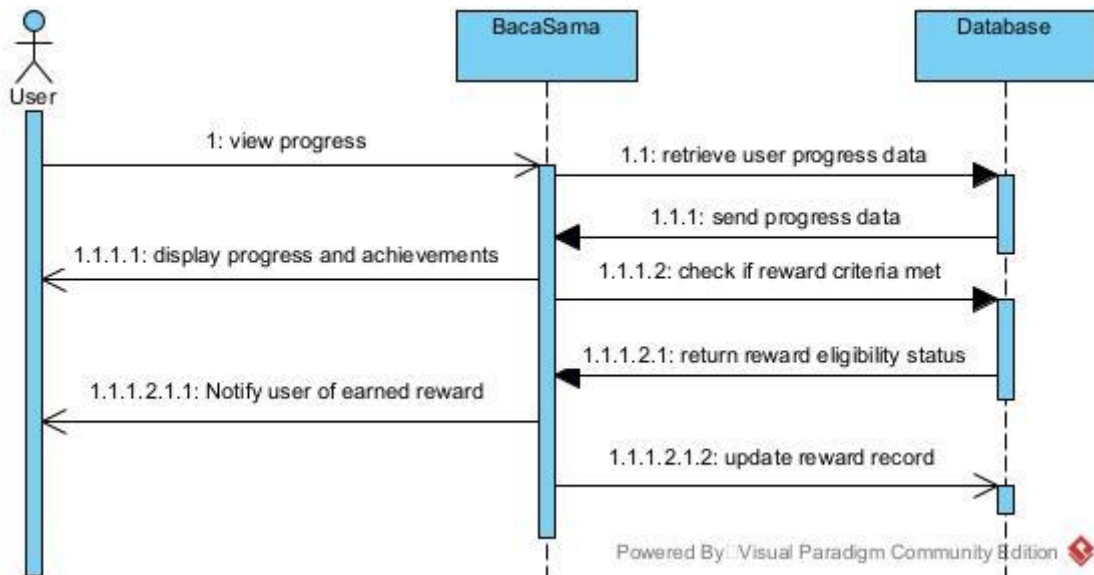 BacaSama
Database
User
1: view progress
1.1: retrieve user progress data
1.1.1: send progress data
1.1.1.1: display progress and achievements
1.1.1.2: check if reward criteria met
1.1.1.2.1: return reward eligibility status
1.1.1.2.1.1: Notify user of earned reward
1.1.1.2.1.2: update reward record
Powered By Visual Paradigm Community Edition